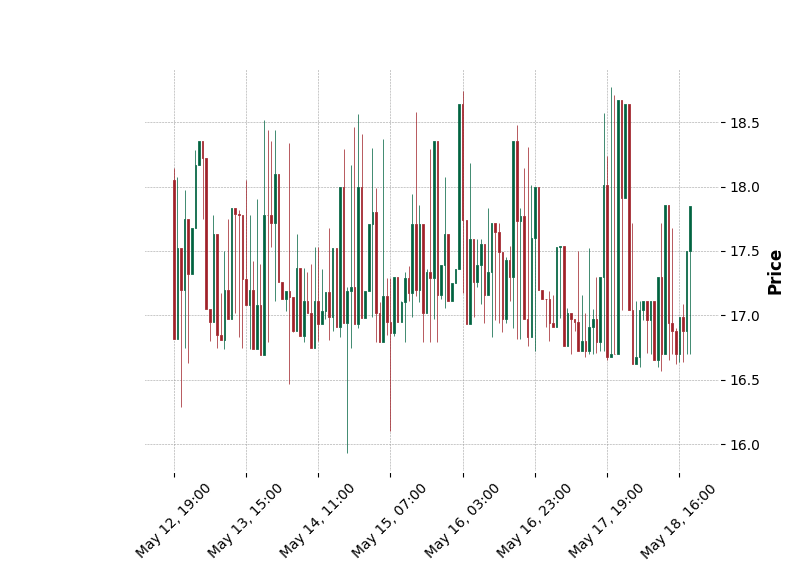 18.5
18.0
17.5
17.0
16.5
16.0
Price
May 12, 19:00
May 13, 15:00
May 14, 11:00
May 15, 07:00
May 16, 03:00
May 16, 23:00
May 17, 19:00
May 18, 16:00